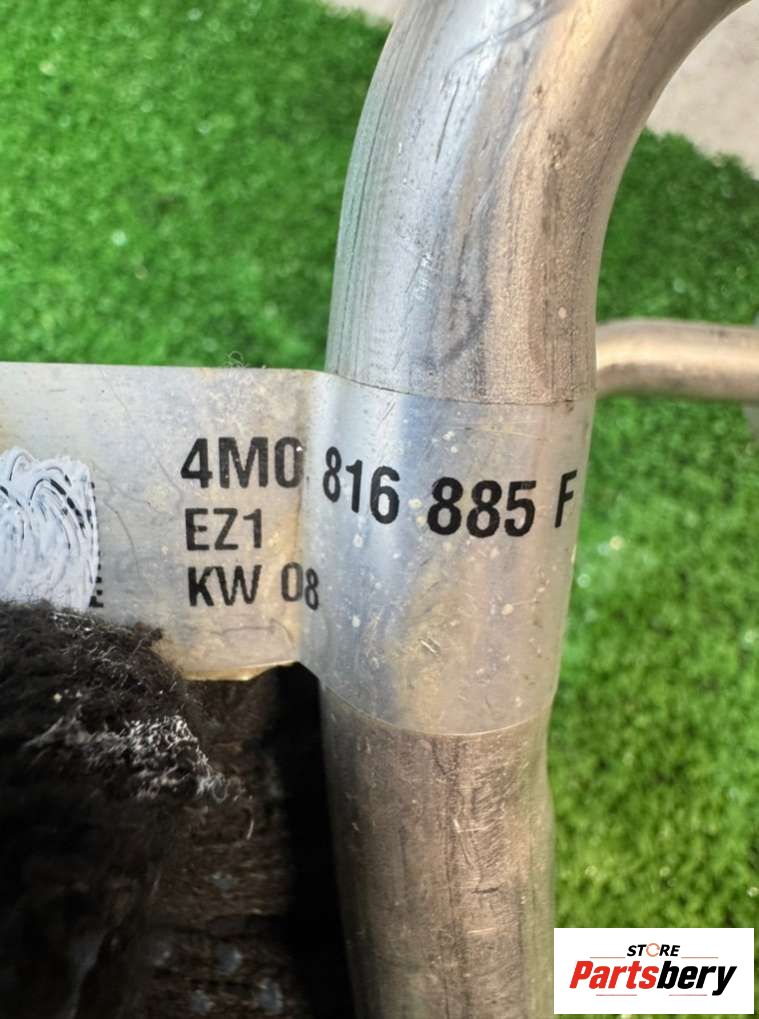 4M0 816 885 F
EZ1
KW 08
STORE
Partsbery